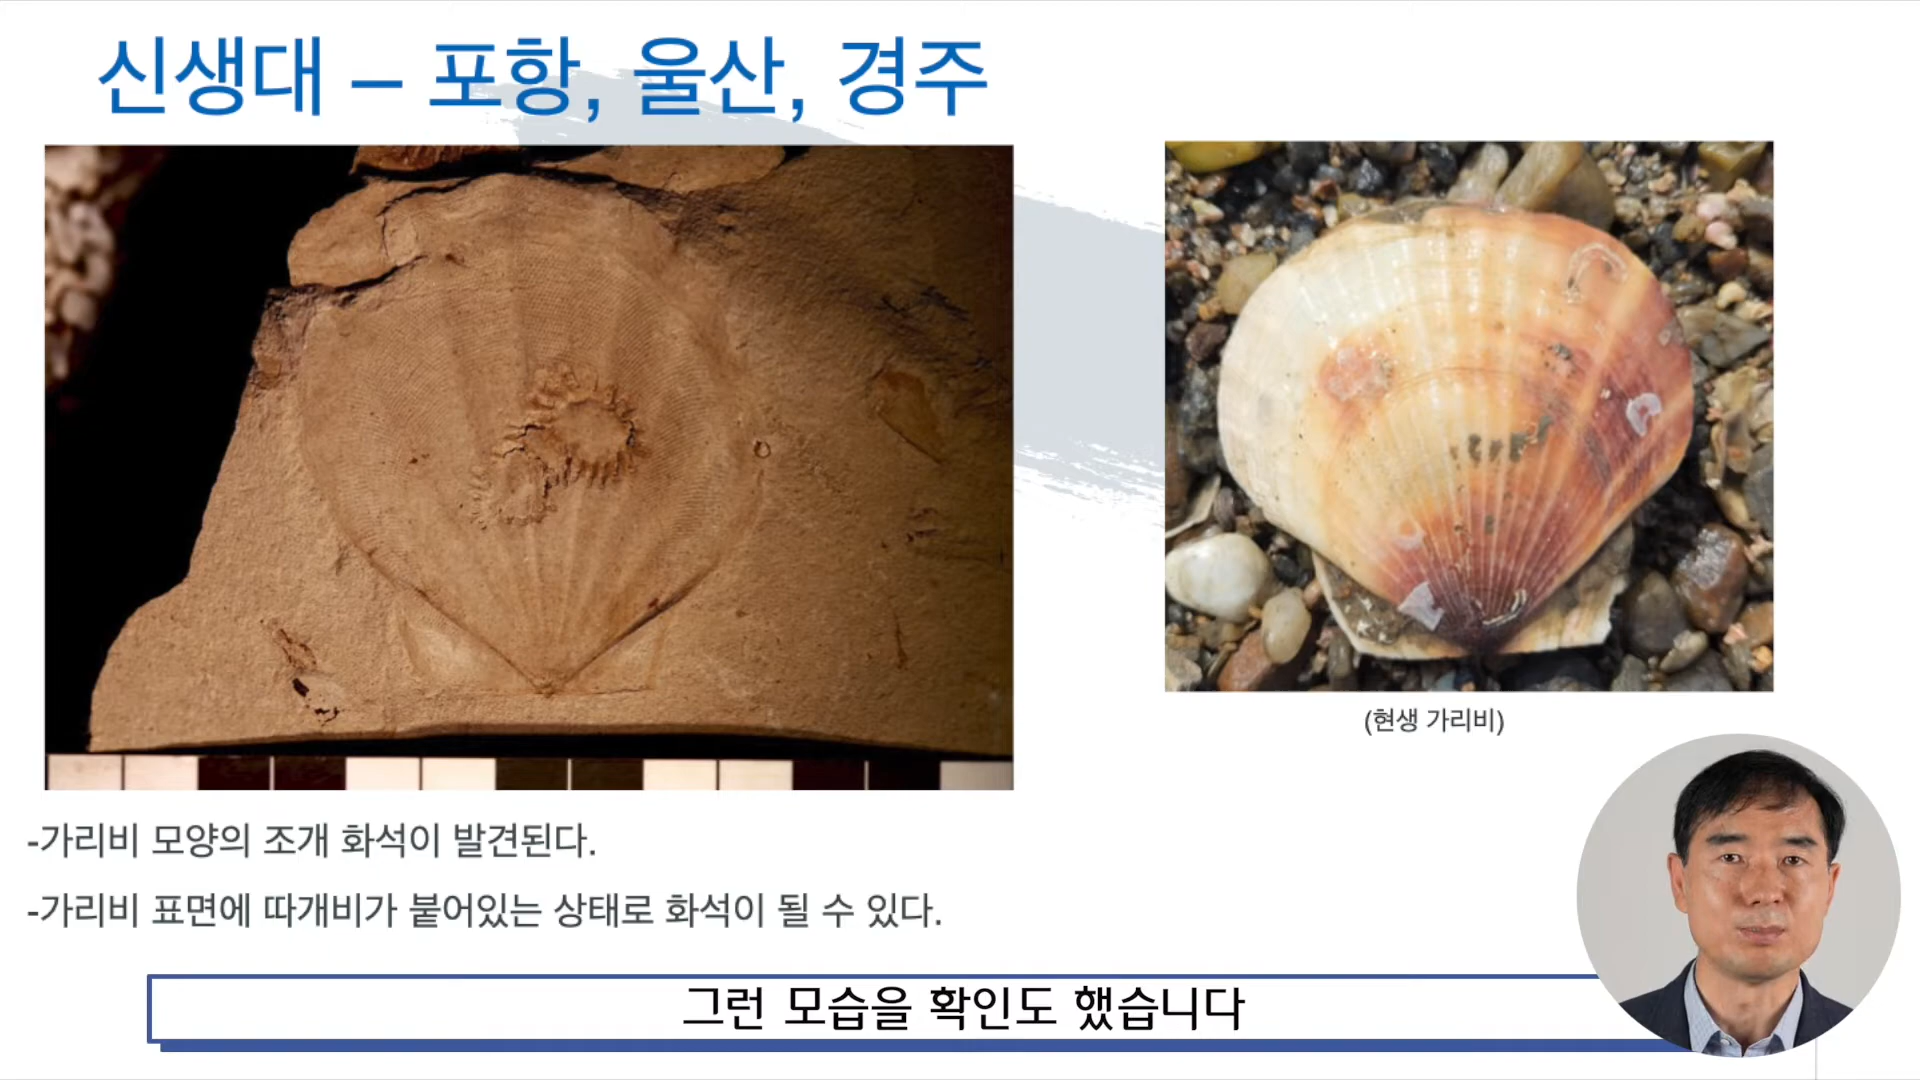 신생대 – 포항, 울산, 경주
(현생 가리비)
-가리비 모양의 조개 화석이 발견된다.
-가리비 표면에 따개비가 붙어있는 상태로 화석이 될 수 있다.
그런 모습을 확인도 했습니다